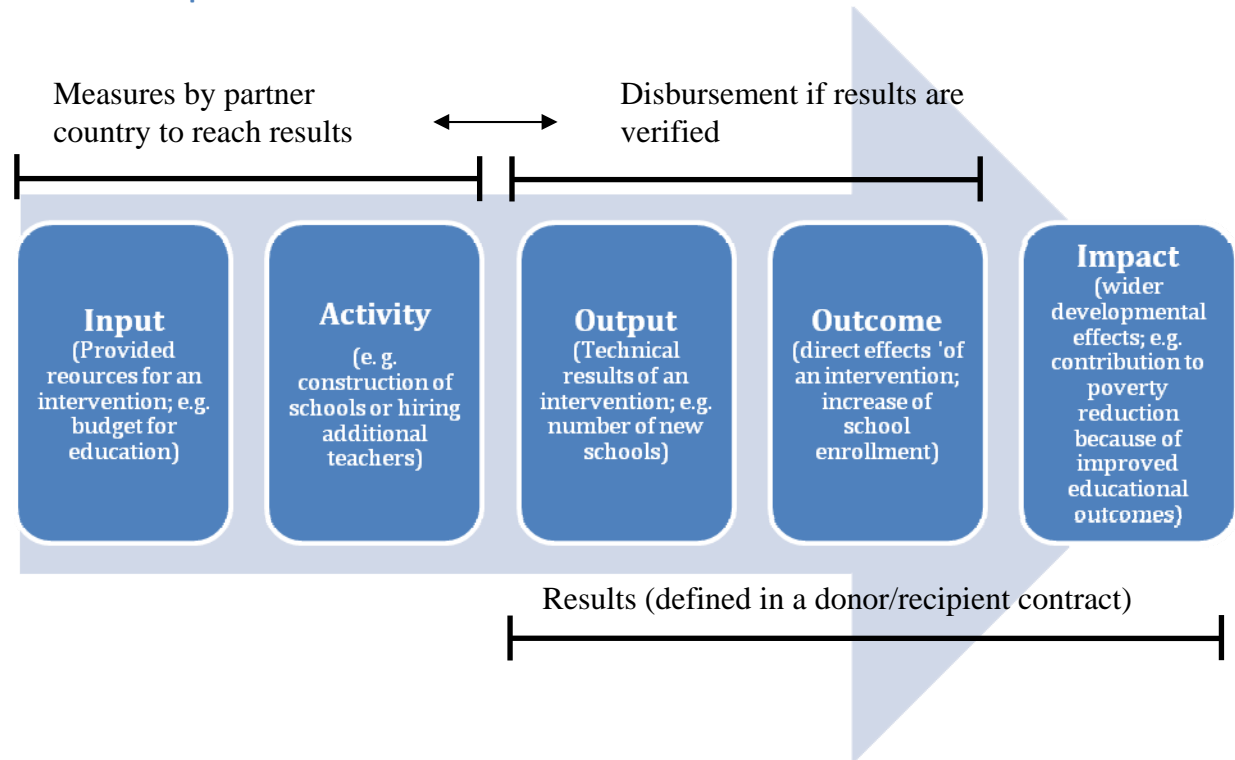 Measures by partner
country to reach results
Disbursement if results are
verified
Input
(Provided
reources for an
intervention; e.g.
budget for
education)
Activity
(e. g.
construction of
schools or hiring
additional
teachers)
Output
(Technical
results of an
intervention; e.g.
number of new
schools)
Outcome
(direct effects 'of
an intervention;
increase of
school
enrollment)
Impact
(wider
developmental
effects; e.g.
contribution to
poverty
reduction
because of
improved
educational
outcomes)
Results (defined in a donor/recipient contract)